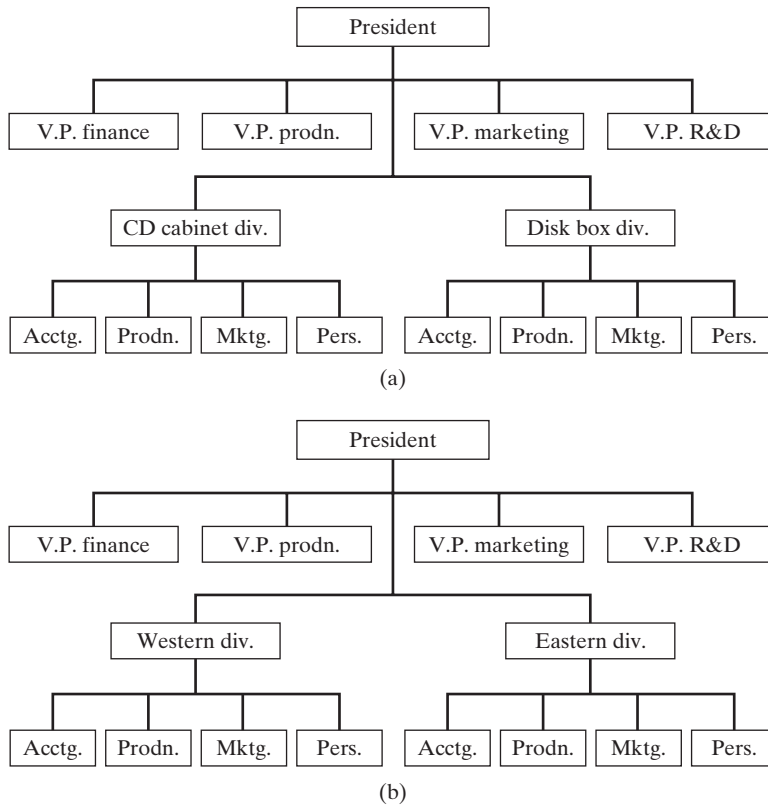 President
V.P. finance V.P. prodn. V.P. marketing V.P. R&D
CD cabinet div. Disk box div.
Acctg. Prodn. Mktg. Pers. Acctg. Prodn. Mktg. Pers.
(a)
President
V.P. finance V.P. prodn. V.P. marketing V.P. R&D
Western div. Eastern div.
Acctg. Prodn. Mktg. Pers. Acctg. Prodn. Mktg. Pers.
(b)